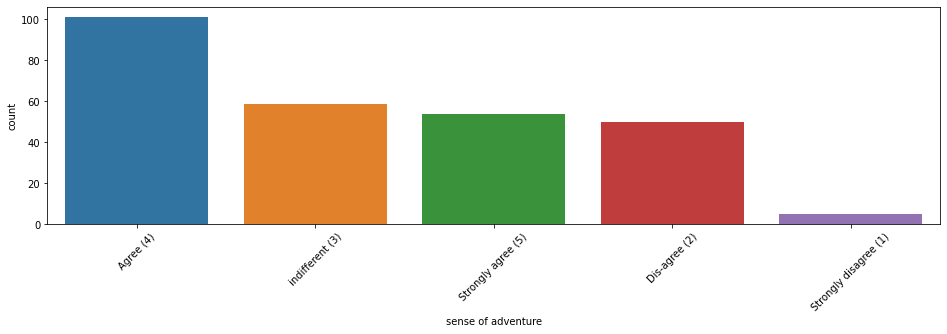 100
80
60
40
20
0
count
Agree (4)
indifferent (3)
Strongly agree (5)
Dis-agree (2)
Strongly disagree (1)
sense of adventure